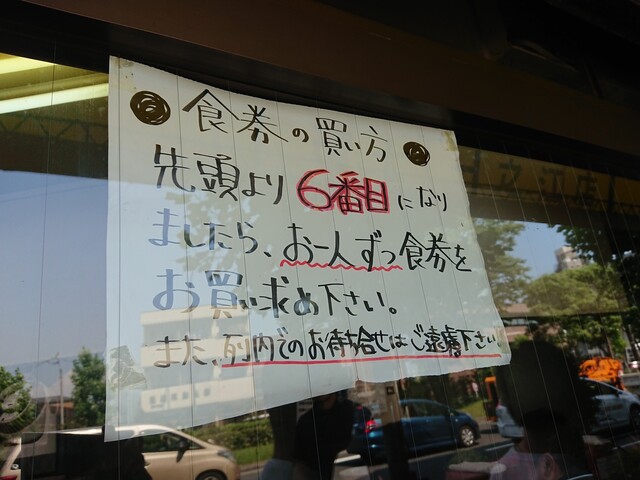 食券の買い方
先頭より6番目になり
ましたら、お一人ずつ食券を
お買い求め下さい。
また、列内でのお待合せはご遠慮下さい